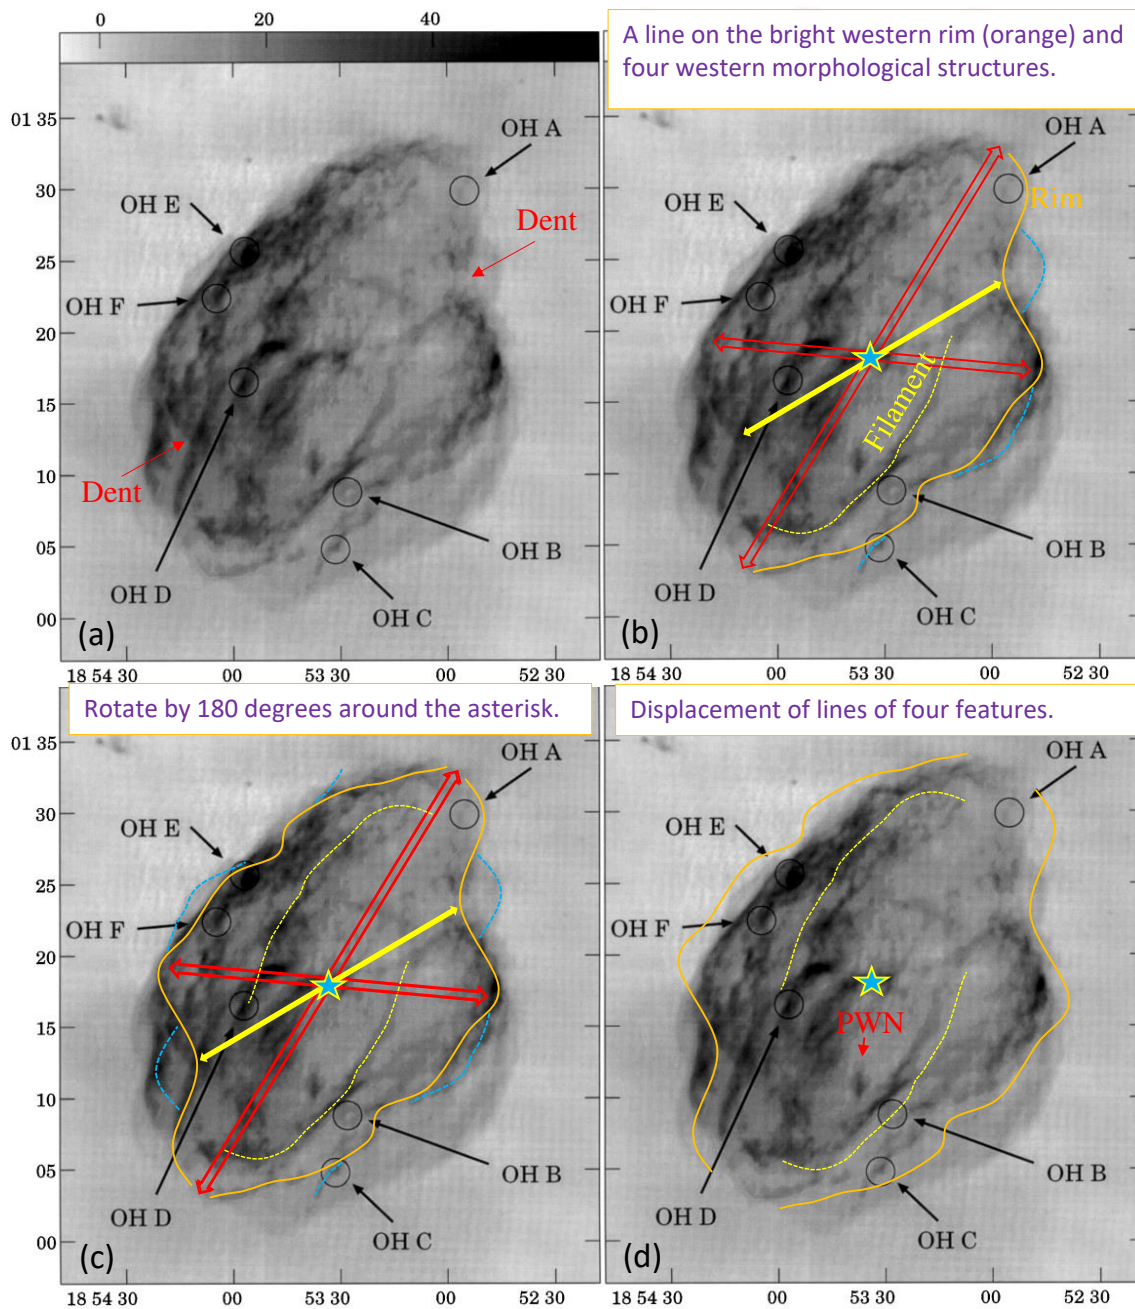 0 20 40
A line on the bright western rim (orange) and
four western morphological structures.
01 35
30
25
20
15
10
05
00
OH A
OH E
Dent
OH F
Dent
OH B
OH D
OH C
(a)
18 54 30 00 53 30 00 52 30
OH A
Rim
OH E
OH F
Filament
OH B
OH D
OH C
(b)
18 54 30 00 53 30 00 52 30
Rotate by 180 degrees around the asterisk.
01 35
30
25
20
15
10
05
00
OH A
OH E
OH F
OH B
OH D
OH C
(c)
18 54 30 00 53 30 00 52 30
Displacement of lines of four features.
OH A
OH E
OH F
PWN
OH B
OH D
OH C
(d)
18 54 30 00 53 30 00 52 30